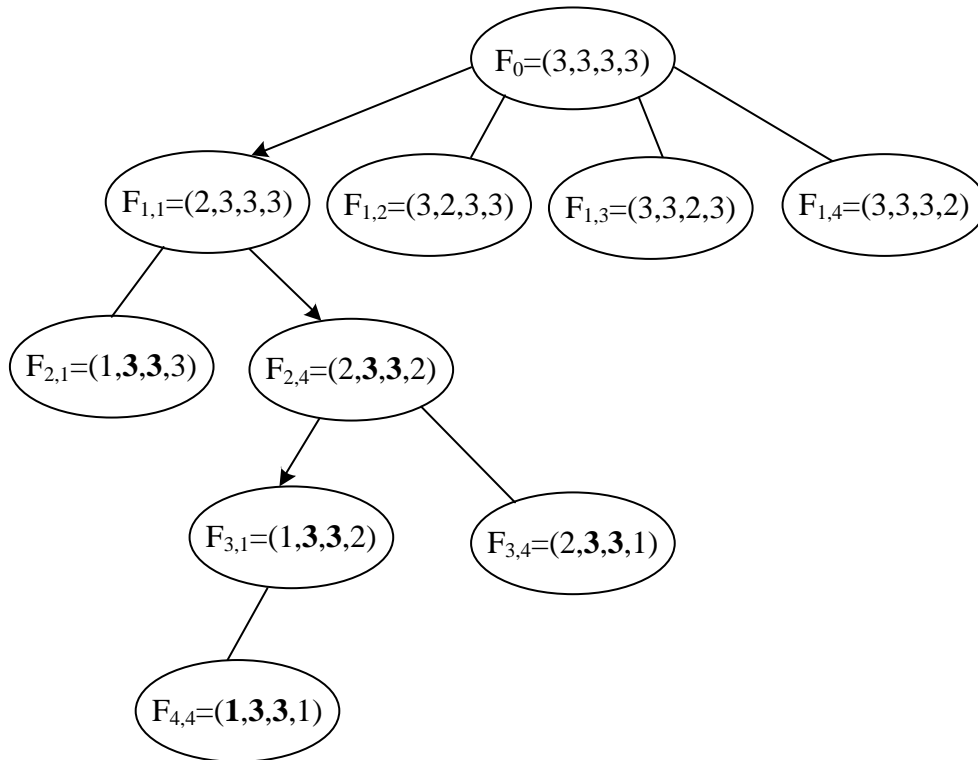 F₀=(3,3,3,3)
F₁,₁=(2,3,3,3)
F₁,₂=(3,2,3,3)
F₁,₃=(3,3,2,3)
F₁,₄=(3,3,3,2)
F₂,₁=(1,3,3,3)
F₂,₄=(2,3,3,2)
F₃,₁=(1,3,3,2)
F₃,₄=(2,3,3,1)
F₄,₄=(1,3,3,1)